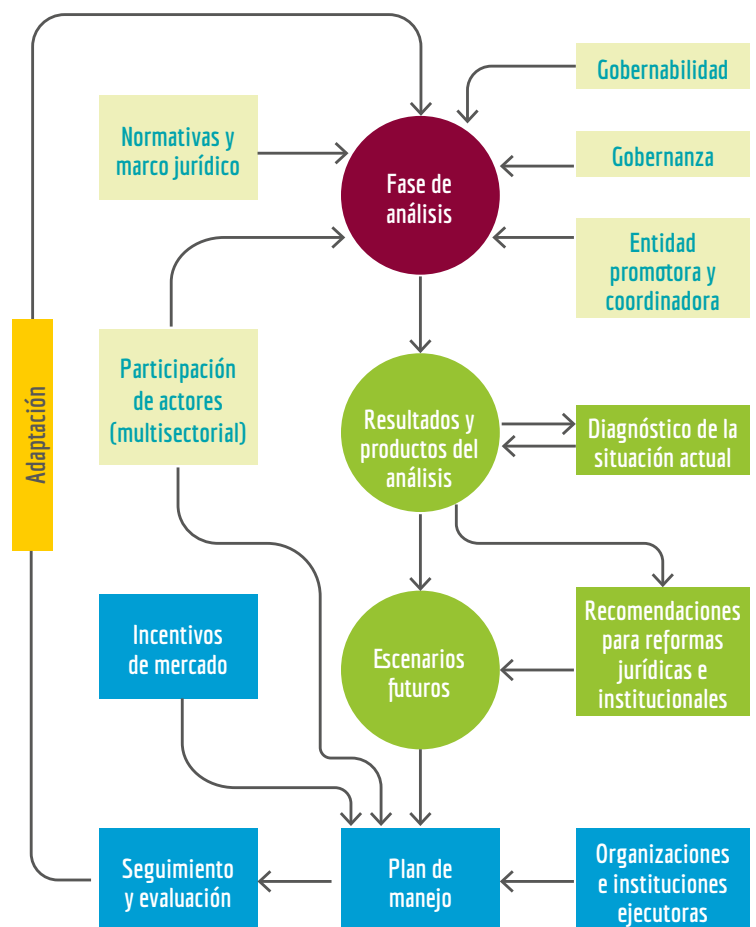 Gobernabilidad
Normativas y
marco jurídico
Gobernanza
Fase de
análisis
Entidad
promotora y
coordinadora
Adaptación
Participación
de actores
(multisectorial)
Resultados y
productos del
análisis
Diagnóstico de la
situación actual
Incentivos
de mercado
Escenarios
futuros
Recomendaciones
para reformas
jurídicas e
institucionales
Seguimiento
y evaluación
Plan de
manejo
Organizaciones
e instituciones
ejecutoras